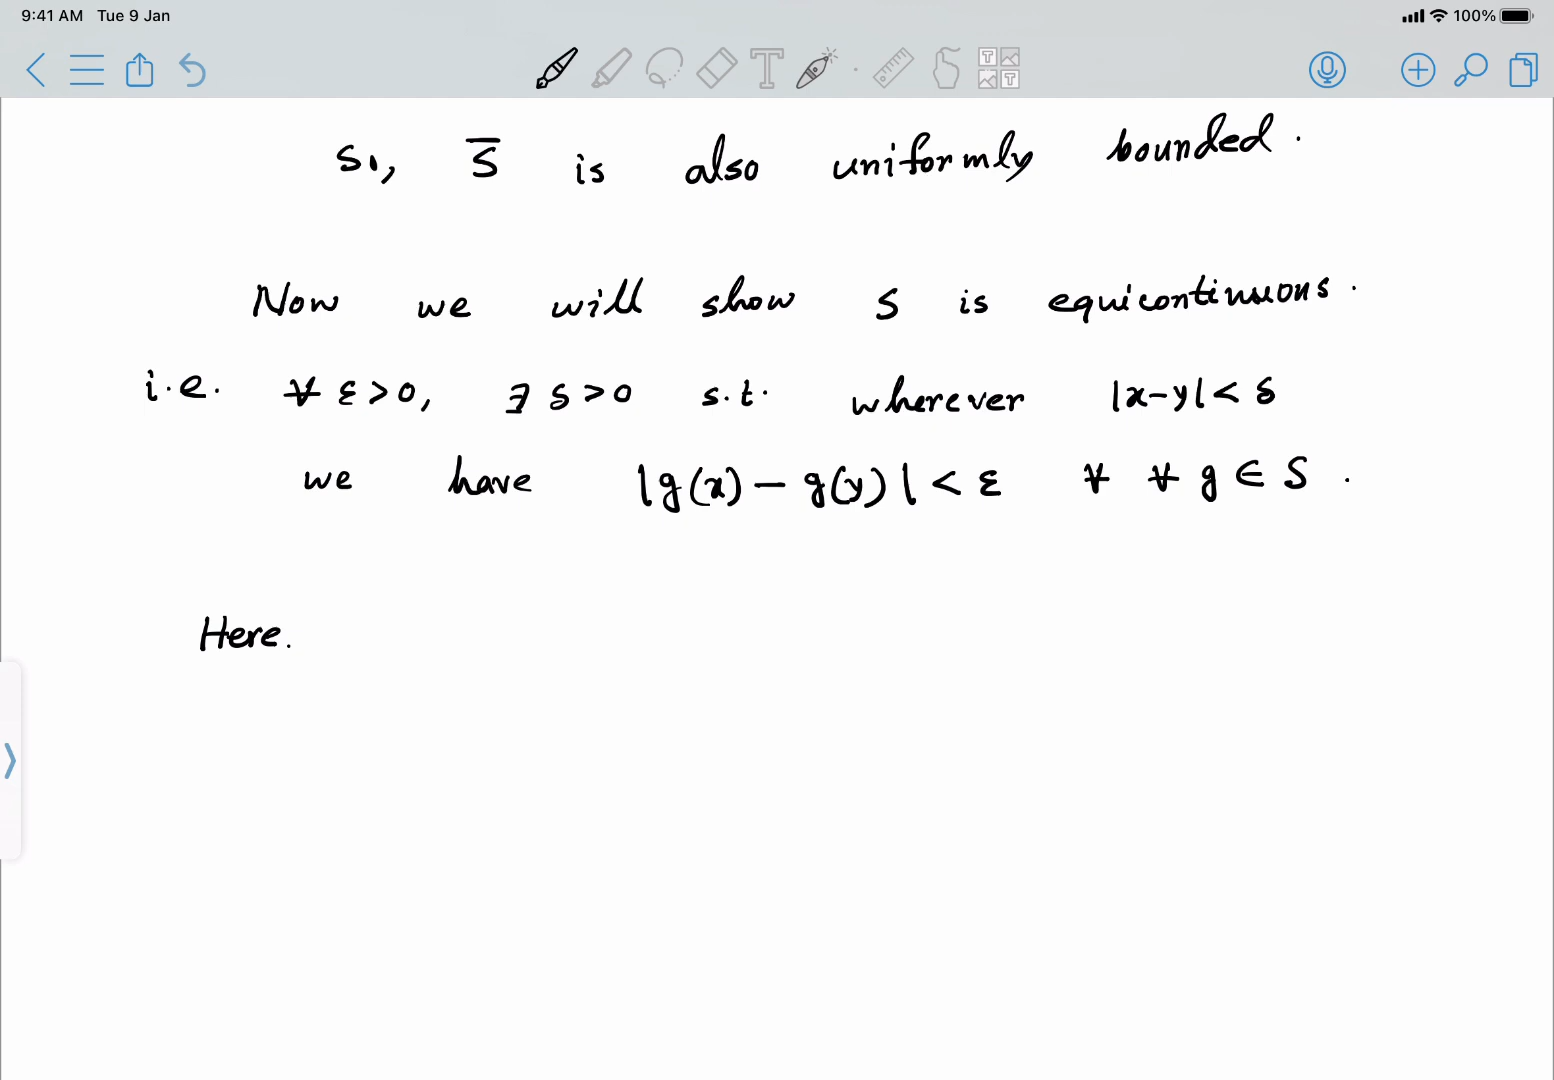 9:41 AM Tue 9 Jan 100%
So, S̅ is also uniformly bounded.
Now we will show S is equicontinuous.
i.e. ∀ ε>0, ∃ δ>0 s.t. wherever |x-y|< δ
we have |g(x) - g(y)| < ε ∀ ∀ g ∈ S.
Here.